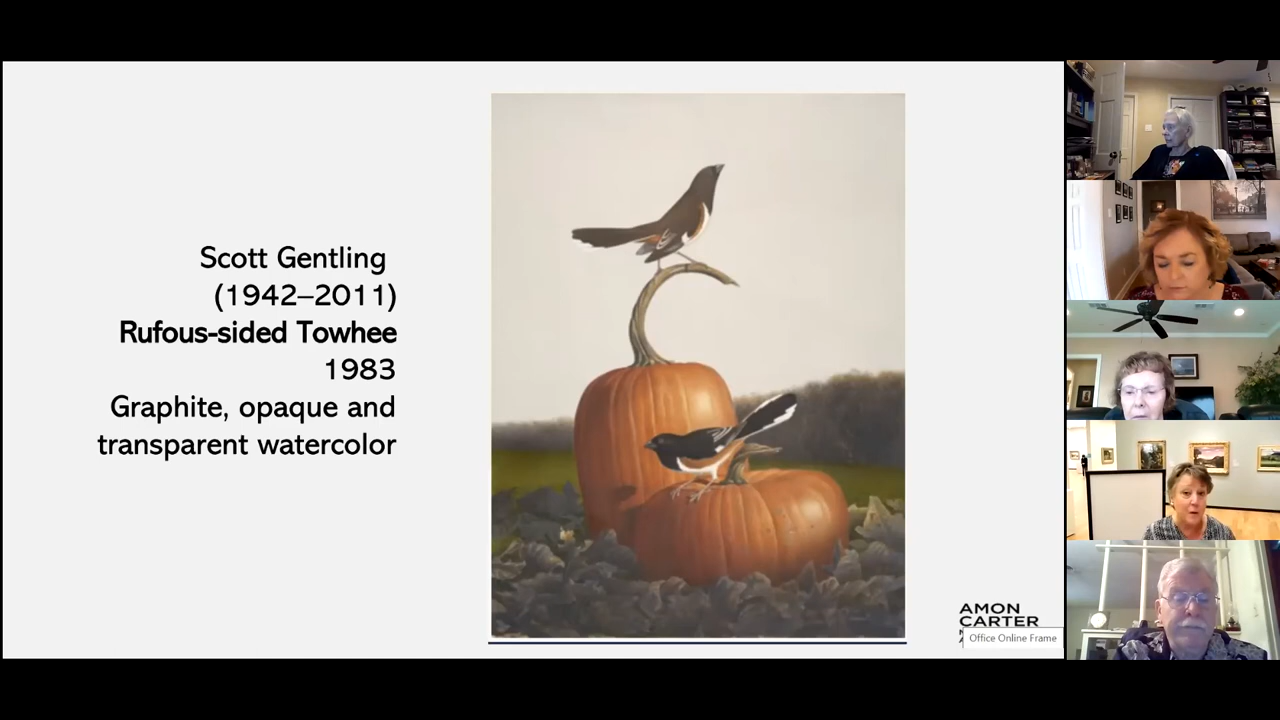 Scott Gentling
(1942–2011)
Rufous-sided Towhee
1983
Graphite, opaque and
transparent watercolor
AMON
CARTER
Office Online Frame